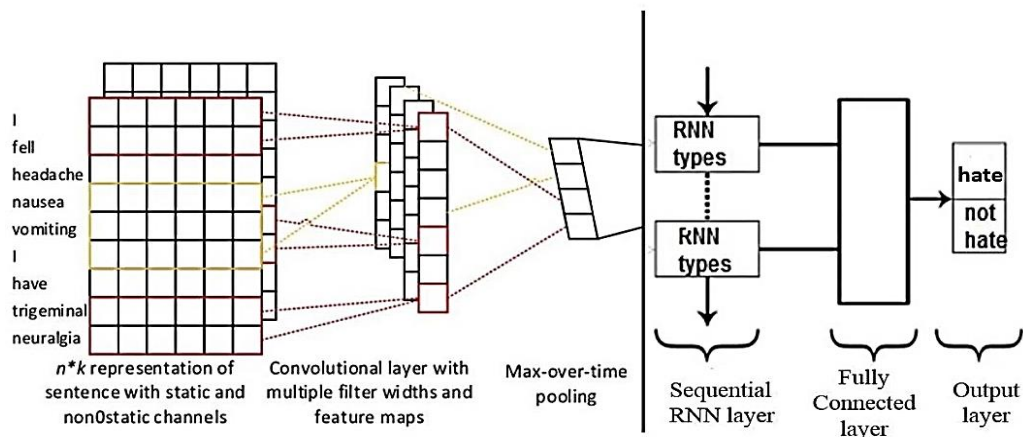 I
fell
headache
nausea
vomiting
I
have
trigeminal
neuralgia
n*k representation of
sentence with static and
non0static channels
Convolutional layer with
multiple filter widths and
feature maps
Max-over-time
pooling
RNN
types
RNN
types
Sequential
RNN layer
Fully
Connected
layer
hate
not
hate
Output
layer